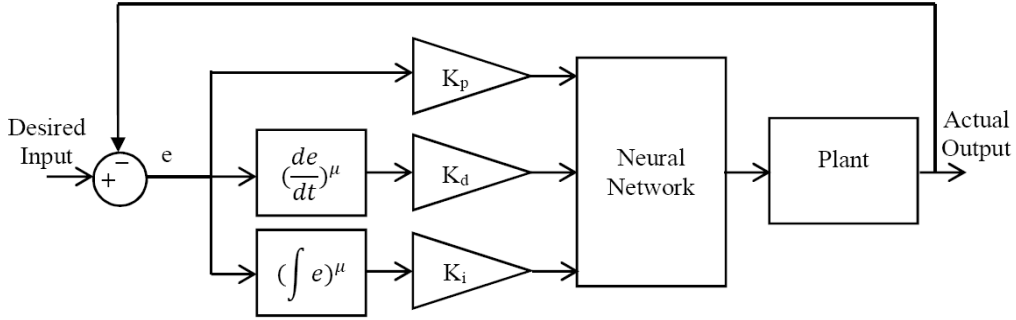 Desired
Input
−
+
e
(de/dt)^μ
(∫ e)^μ
K_p
K_d
K_i
Neural
Network
Plant
Actual
Output